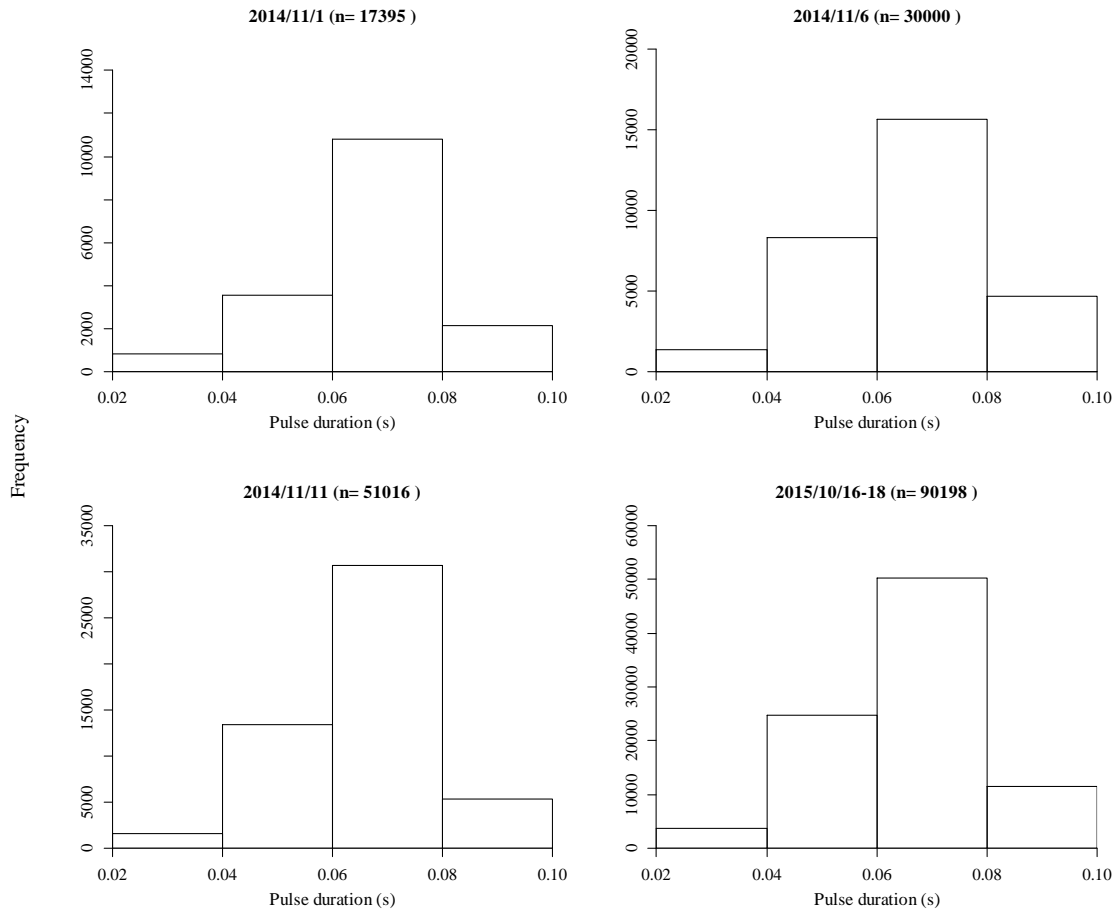 2014/11/1 (n= 17395 )
14000
10000
6000
2000
0
0.02 0.04 0.06 0.08 0.10
Pulse duration (s)
2014/11/6 (n= 30000 )
20000
15000
10000
5000
0
0.02 0.04 0.06 0.08 0.10
Pulse duration (s)
Frequency
2014/11/11 (n= 51016 )
35000
25000
15000
5000
0
0.02 0.04 0.06 0.08 0.10
Pulse duration (s)
2015/10/16-18 (n= 90198 )
60000
50000
40000
30000
20000
10000
0
0.02 0.04 0.06 0.08 0.10
Pulse duration (s)